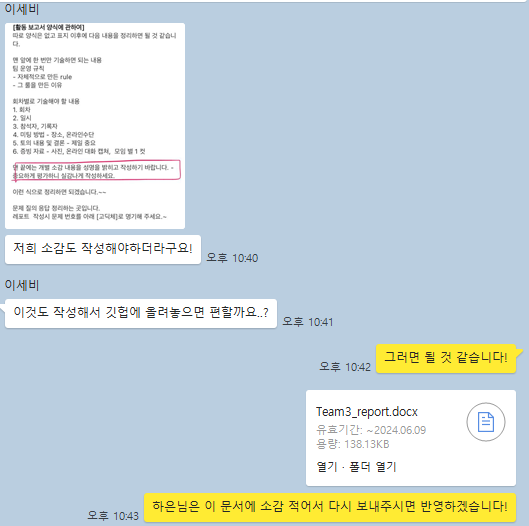 이세비
[활동 보고서 양식에 관하여]
따로 양식은 없고 표지 이후에 다음 내용을 정리하면 될 것 같습니
다.
맨 앞에 한 번만 기술하면 되는 내용
팀 운영 규칙
- 자체적으로 만든 rule
- 그 룰을 만든 이유
회차별로 기술해야 할 내용
1. 회차
2. 일시
3. 참석자, 기록자
4. 미팅 방법 - 장소, 온라인수단
5. 토의 내용 및 결론 - 제일 중요
6. 증빙 자료 - 사진, 온라인 대화 캡쳐, 모임 별 1 컷
맨 끝에는 개별 소감 내용을 성명을 밝히고 작성하기 바랍니다. -
중요하게 평가하니 실감나게 작성하세요.
이런 식으로 정리하면 되겠습니다.~~
문제 질의 응답 정리하는 곳입니다.
레포트 작성시 문제 번호를 아래 [고딕체]로 명기해 주세요.~
저희 소감도 작성해야하더라구요!
오후 10:40
이세비
이것도 작성해서 깃헙에 올려놓으면 편할까요..?
오후 10:41
오후 10:42
그러면 될 것 같습니다!
Team3_report.docx
유효기간: ~2024.06.09
용량: 138.13KB
열기 · 폴더 열기
오후 10:43
하은님은 이 문서에 소감 적어서 다시 보내주시면 반영하겠습니다!